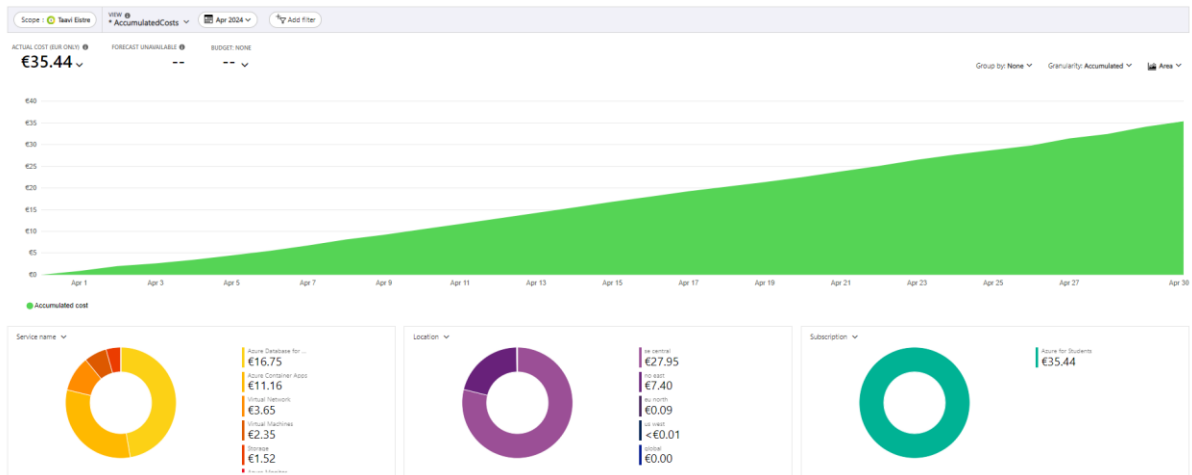 Scope : Taavi Eistre
VIEW
* AccumulatedCosts
Apr 2024
Add filter
ACTUAL COST (EUR ONLY)
€35.44
FORECAST UNAVAILABLE
--
BUDGET: NONE
--
Group by: None
Granularity: Accumulated
Area
€40
€35
€30
€25
€20
€15
€10
€5
€0
Apr 1
Apr 3
Apr 5
Apr 7
Apr 9
Apr 11
Apr 13
Apr 15
Apr 17
Apr 19
Apr 21
Apr 23
Apr 25
Apr 27
Apr 30
Accumulated cost
Service name
Azure Database for ...
€16.75
Azure Container Apps
€11.16
Virtual Network
€3.65
Virtual Machines
€2.35
Storage
€1.52
Azure Monitor
Location
se central
€27.95
no east
€7.40
eu north
€0.09
us west
<€0.01
global
€0.00
Subscription
Azure for Students
€35.44